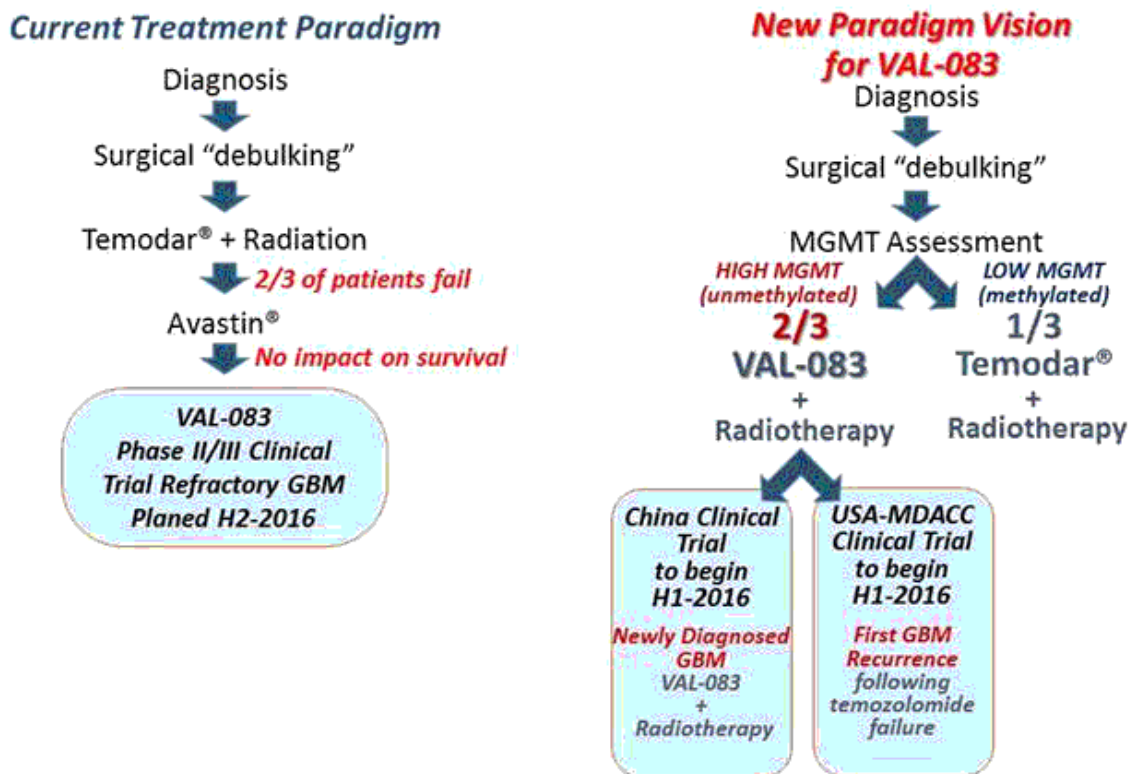 Current Treatment Paradigm
Diagnosis
Surgical “debulking”
Temodar® + Radiation
2/3 of patients fail
Avastin®
No impact on survival
VAL-083
Phase II/III Clinical
Trial Refractory GBM
Planed H2-2016
New Paradigm Vision
for VAL-083
Diagnosis
Surgical “debulking”
MGMT Assessment
HIGH MGMT
(unmethylated)
2/3
VAL-083
+
Radiotherapy
LOW MGMT
(methylated)
1/3
Temodar®
+
Radiotherapy
China Clinical
Trial
to begin
H1-2016
Newly Diagnosed
GBM
VAL-083
+
Radiotherapy
USA-MDACC
Clinical Trial
to begin
H1-2016
First GBM
Recurrence
following
temozolomide
failure